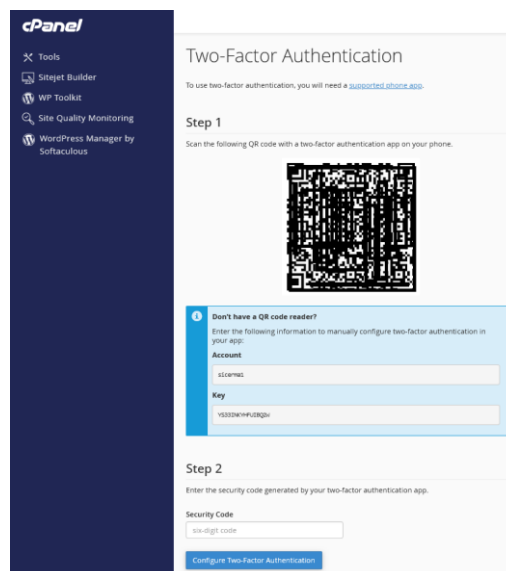 cPanel
Tools
Sitejet Builder
WP Toolkit
Site Quality Monitoring
WordPress Manager by
Softaculous
Two-Factor Authentication
To use two-factor authentication, you will need a supported phone app.
Step 1
Scan the following QR code with a two-factor authentication app on your phone.
Don't have a QR code reader?
Enter the following information to manually configure two-factor authentication in
your app:
Account
Key
Step 2
Enter the security code generated by your two-factor authentication app.
Security Code
six-digit code
Configure Two-Factor Authentication